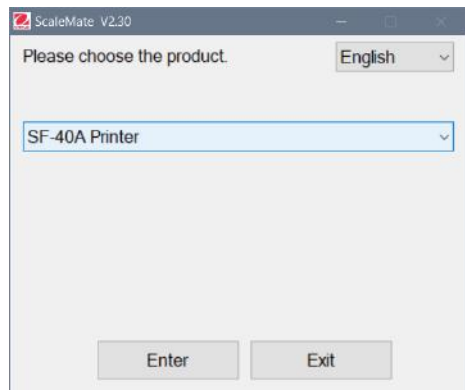 ScaleMate V2.30
Please choose the product.
English
SF-40A Printer
Enter
Exit